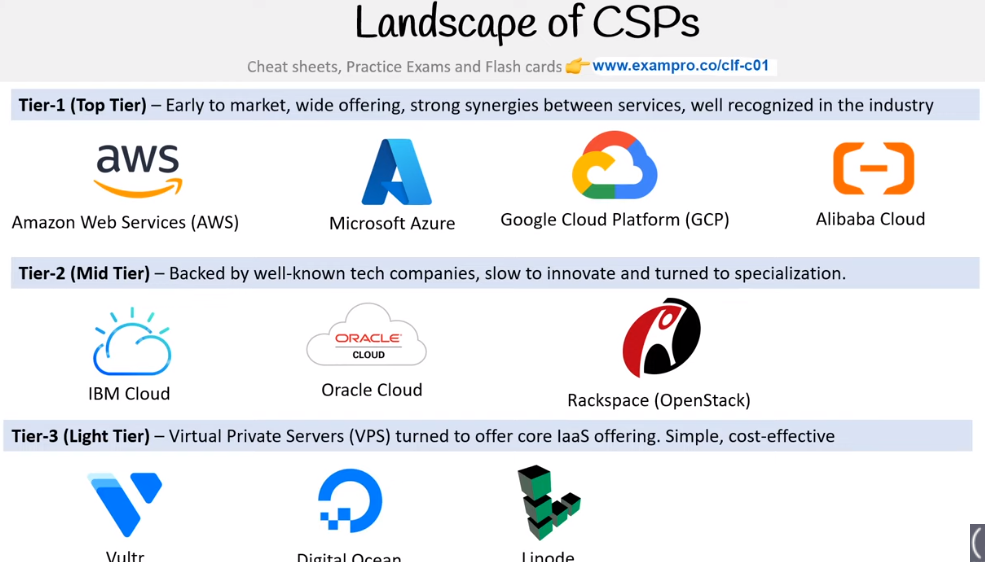 Landscape of CSPs
Cheat sheets, Practice Exams and Flash cards 👉 www.exampro.co/clf-c01
Tier-1 (Top Tier) – Early to market, wide offering, strong synergies between services, well recognized in the industry
aws
Amazon Web Services (AWS)
Microsoft Azure
Google Cloud Platform (GCP)
Alibaba Cloud
Tier-2 (Mid Tier) – Backed by well-known tech companies, slow to innovate and turned to specialization.
ORACLE
CLOUD
IBM Cloud
Oracle Cloud
Rackspace (OpenStack)
Tier-3 (Light Tier) – Virtual Private Servers (VPS) turned to offer core IaaS offering. Simple, cost-effective
Vultr
Digital Ocean
Linode